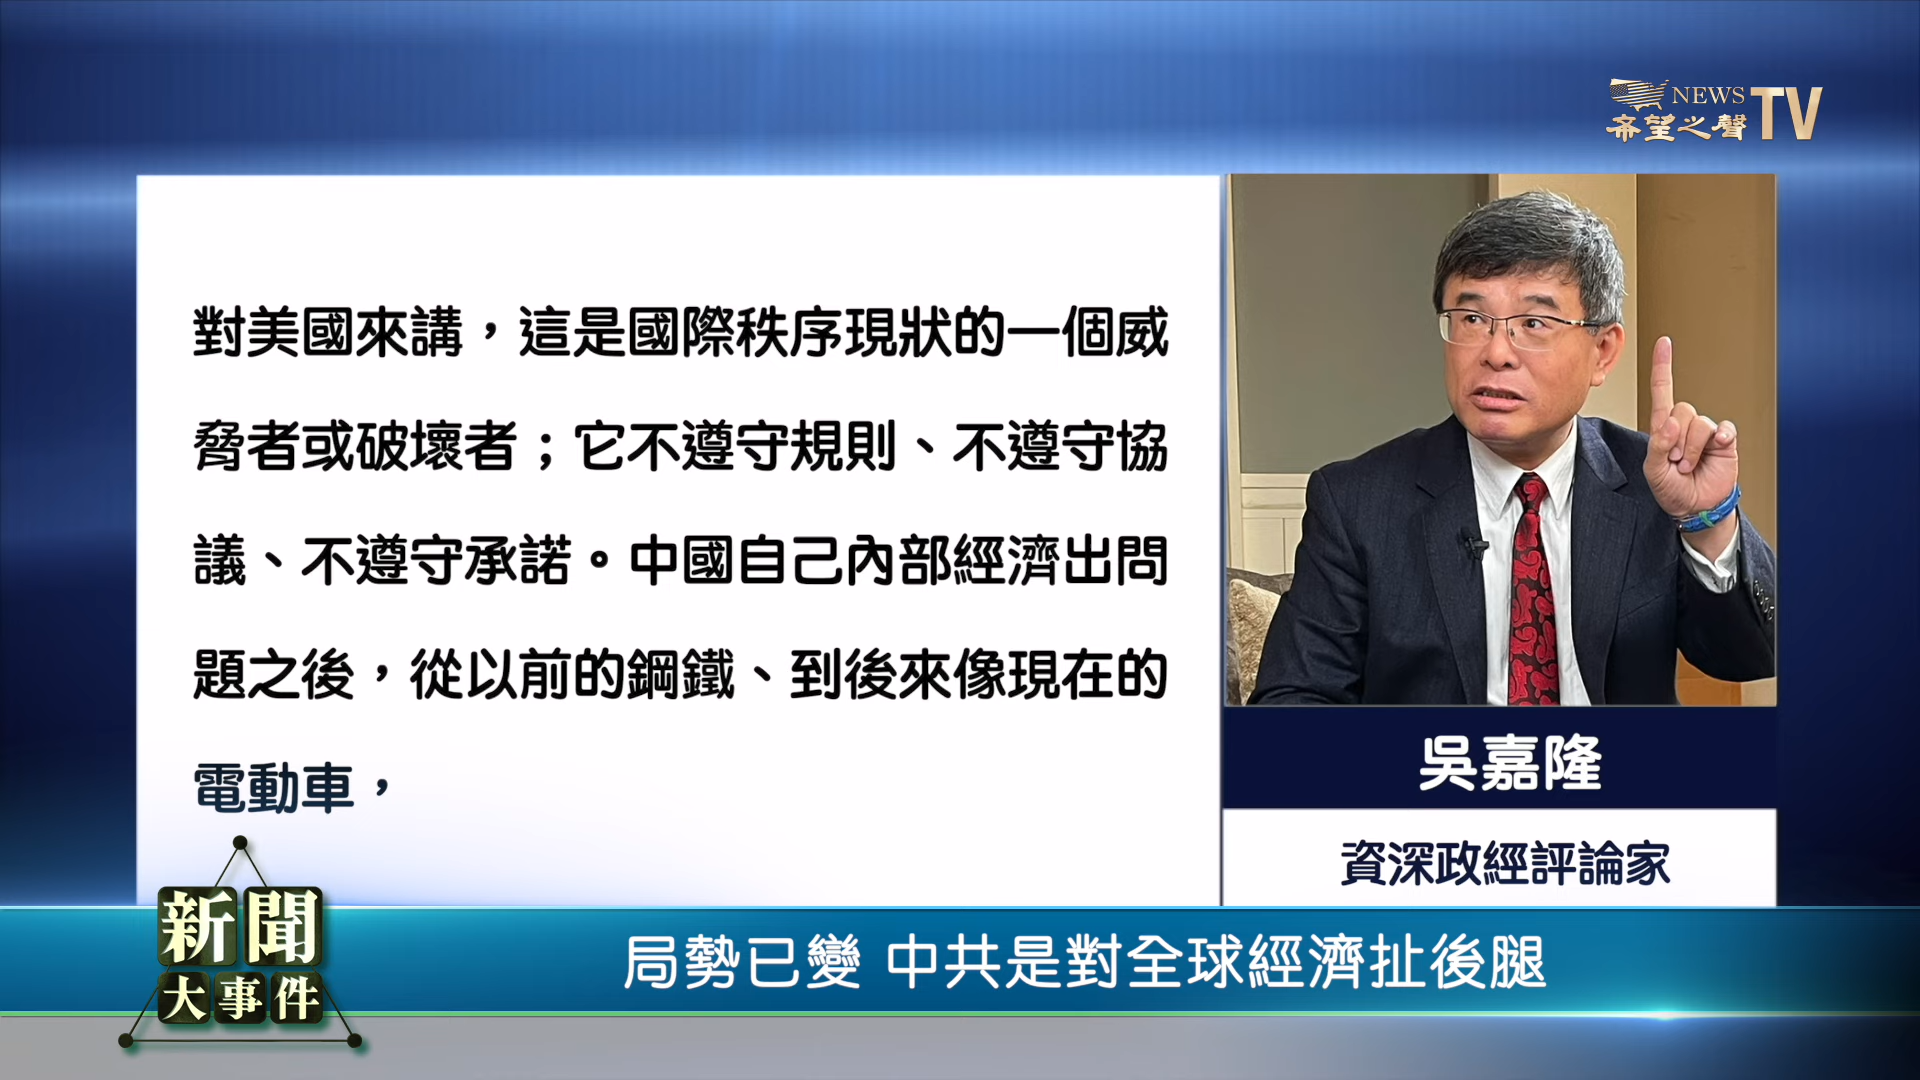 NEWS
希望之聲TV
對美國來講，這是國際秩序現狀的一個威
脅者或破壞者；它不遵守規則、不遵守協
議、不遵守承諾。中國自己內部經濟出問
題之後，從以前的鋼鐵、到後來像現在的
電動車，
吳嘉隆
資深政經評論家
新聞
大事件
局勢已變 中共是對全球經濟扯後腿